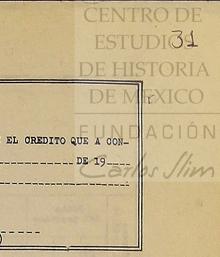 CENTRO DE
ESTUDIOS 31
DE HISTORIA
DE MEXICO
FUNDACIÓN
Carlos Slim
EL CREDITO QUE A CON-
DE 19